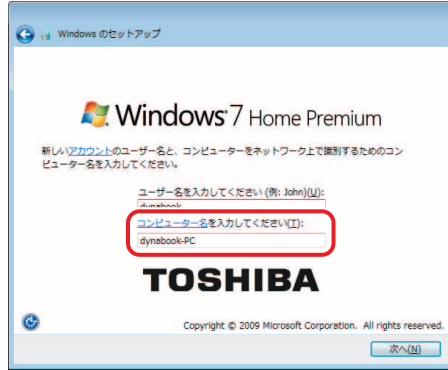 Windows のセットアップ
Windows 7 Home Premium
新しいアカウントのユーザー名と、コンピューターをネットワーク上で識別するためのコン
ピューター名を入力してください。
ユーザー名を入力してください (例: John)(U):
dynabook
コンピューター名を入力してください(T):
dynabook-PC
TOSHIBA
Copyright © 2009 Microsoft Corporation. All rights reserved.
次へ(N)